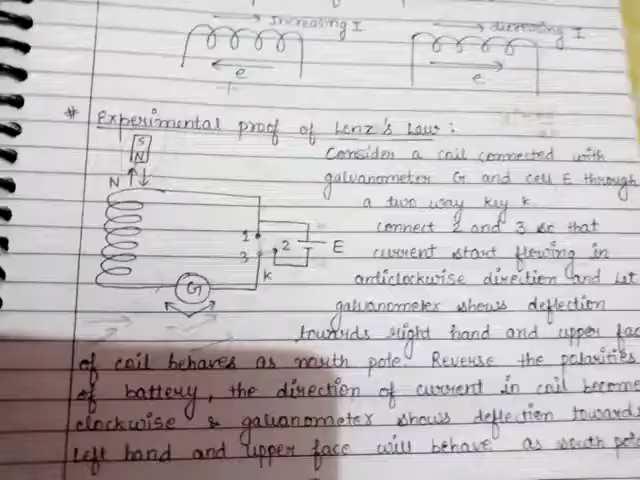 increasing I
decreasing I
e
e
* Experimental proof of Lenz's Law :
S
N
N
Consider a coil connected with
galvanometer G and cell E through
a two way key k.
connect 2 and 3 so that
current start flowing in
anticlockwise direction and let
galvanometer shows deflection
towards right hand and upper fac
1
2
3
E
k
G
of coil behaves as north pole. Reverse the polarities
of battery, the direction of current in coil become
clockwise & galvanometer shows deflection towards
left hand and upper face will behave as south pole